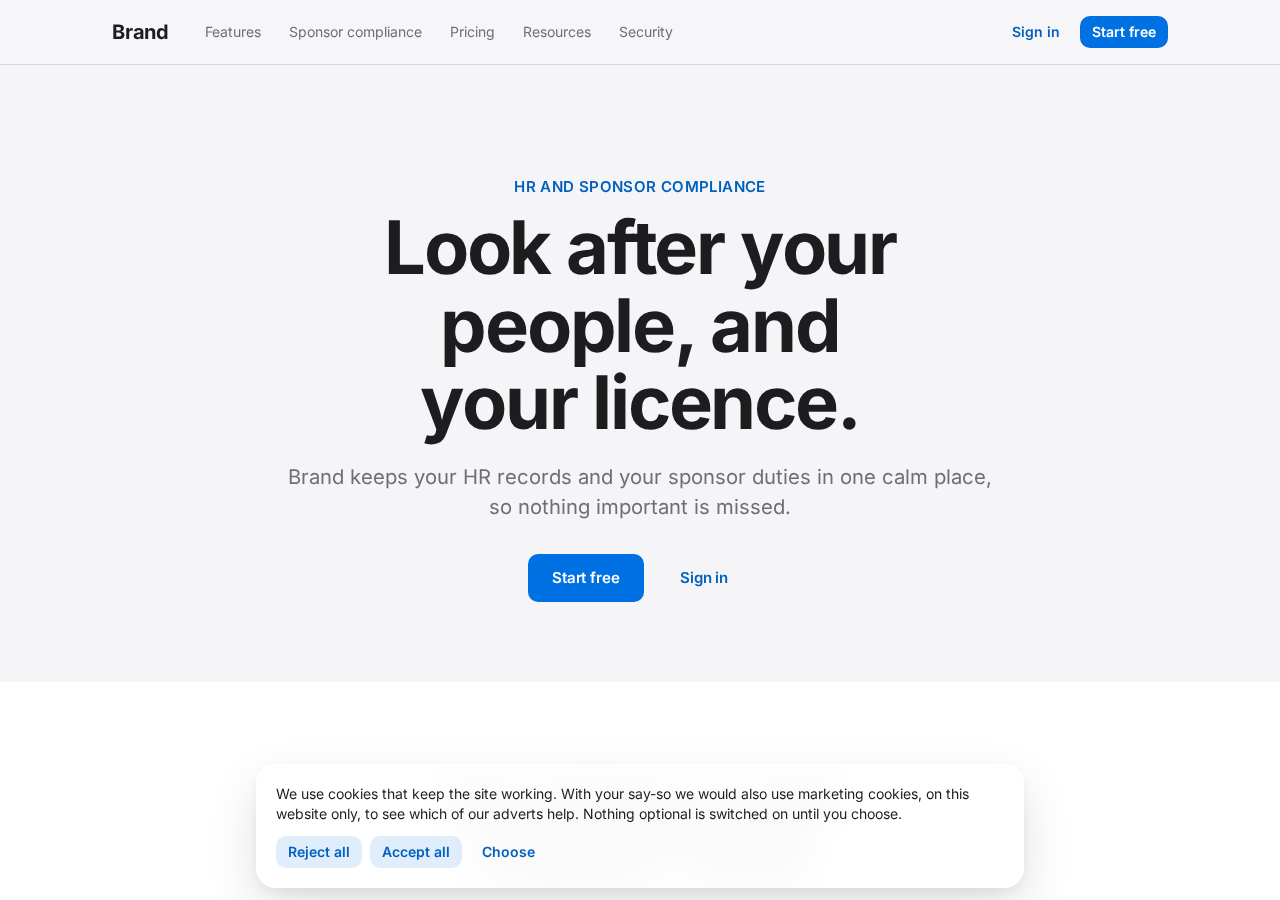 Brand
Features
Sponsor compliance
Pricing
Resources
Security
Sign in
Start free
HR AND SPONSOR COMPLIANCE
Look after your
people, and
your licence.
Brand keeps your HR records and your sponsor duties in one calm place,
so nothing important is missed.
Start free
Sign in
We use cookies that keep the site working. With your say-so we would also use marketing cookies, on this
website only, to see which of our adverts help. Nothing optional is switched on until you choose.
Reject all
Accept all
Choose